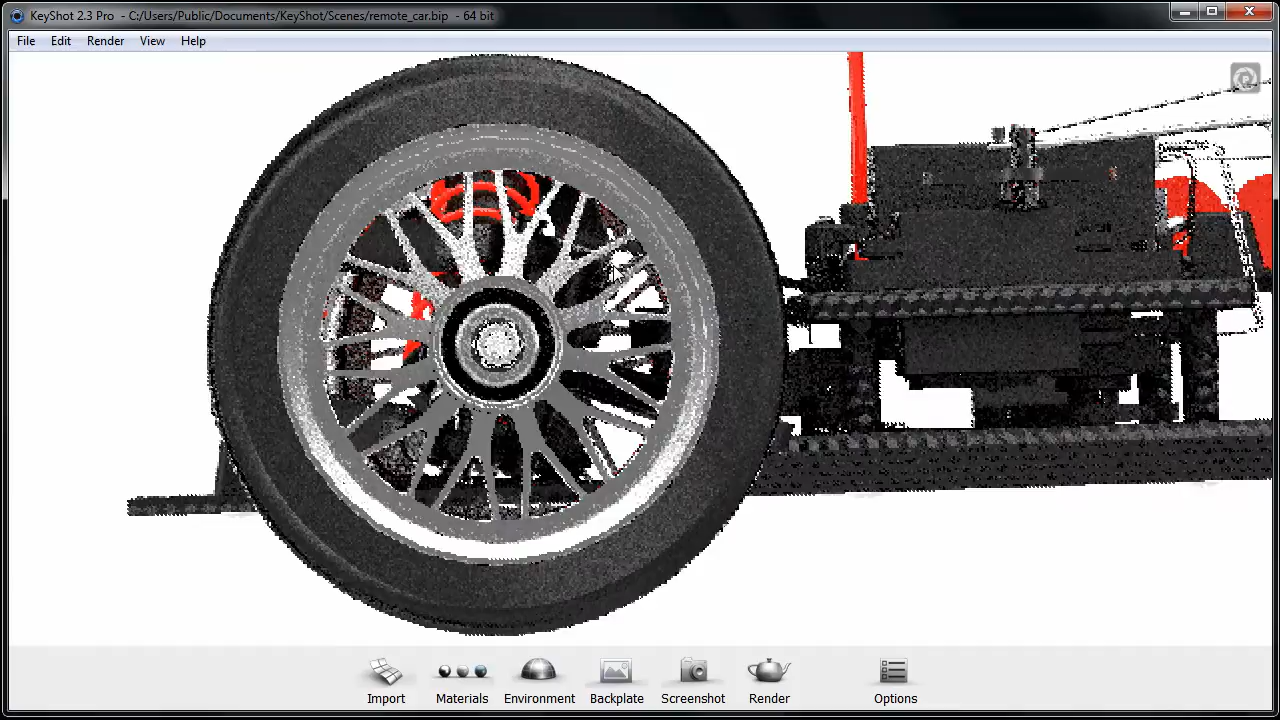 KeyShot 2.3 Pro - C:/Users/Public/Documents/KeyShot/Scenes/remote_car.bip - 64 bit
File Edit Render View Help
Import Materials Environment Backplate Screenshot Render Options